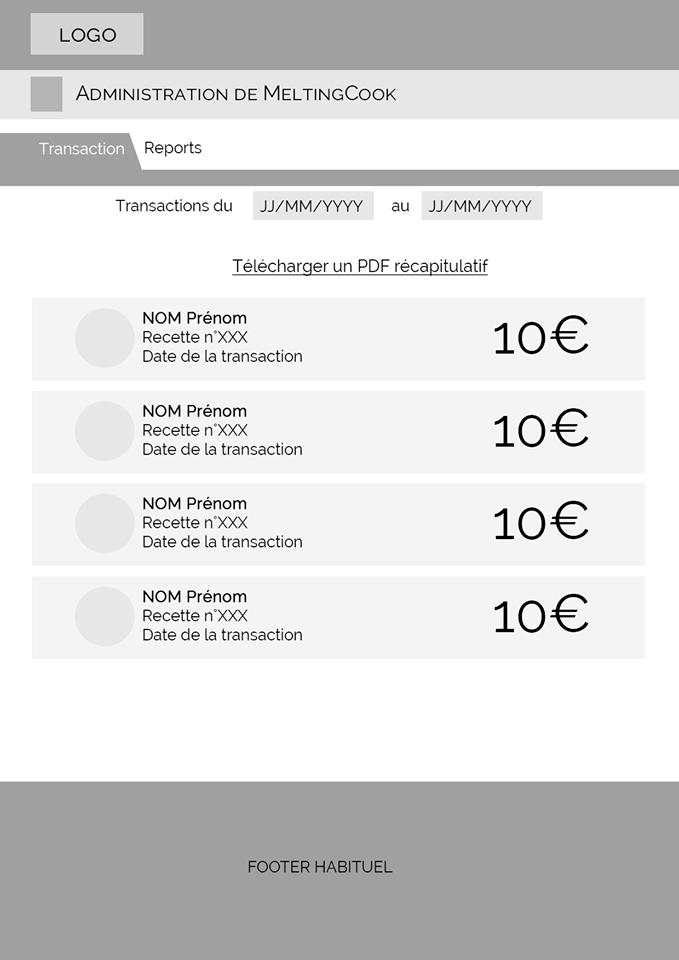 LOGO
Administration de MeltingCook
Transaction Reports
Transactions du JJ/MM/YYYY au JJ/MM/YYYY
Télécharger un PDF récapitulatif
NOM Prénom
Recette n°XXX
Date de la transaction
10€
NOM Prénom
Recette n°XXX
Date de la transaction
10€
NOM Prénom
Recette n°XXX
Date de la transaction
10€
NOM Prénom
Recette n°XXX
Date de la transaction
10€
FOOTER HABITUEL